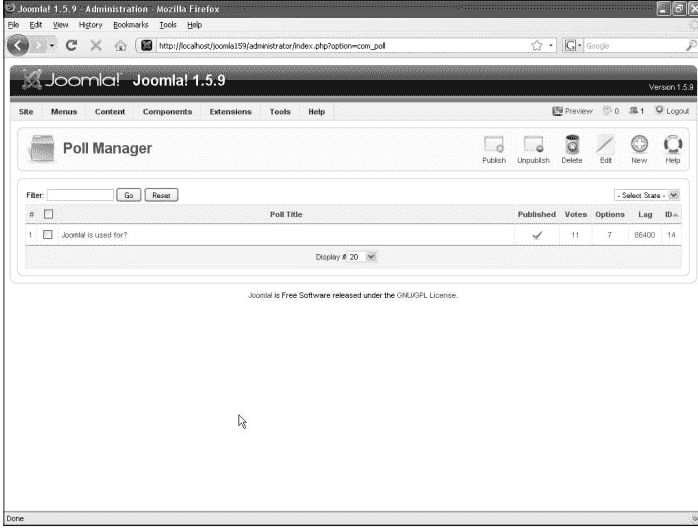 Joomla! 1.5.9 - Administration - Mozilla Firefox
File Edit View History Bookmarks Tools Help
http://localhost/joomla159/administrator/index.php?option=com_poll
Google
Joomla! Joomla! 1.5.9
Version 1.5.9
Site Menus Content Components Extensions Tools Help Preview 0 1 Logout
Poll Manager
Publish Unpublish Delete Edit New Help
Filter: Go Reset - Select State -
# Poll Title Published Votes Options Lag ID
1 Joomla! is used for? 11 7 86400 14
Display # 20
Joomla! is Free Software released under the GNU/GPL License.
Done